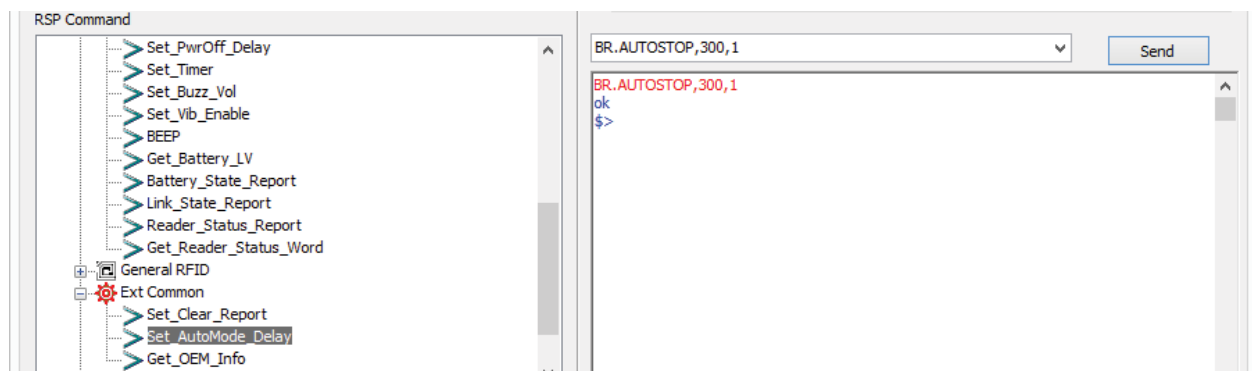 RSP Command
Set_PwrOff_Delay
Set_Timer
Set_Buzz_Vol
Set_Vib_Enable
BEEP
Get_Battery_LV
Battery_State_Report
Link_State_Report
Reader_Status_Report
Get_Reader_Status_Word
General RFID
Ext Common
Set_Clear_Report
Set_AutoMode_Delay
Get_OEM_Info
BR.AUTOSTOP,300,1
Send
BR.AUTOSTOP,300,1
ok
$>